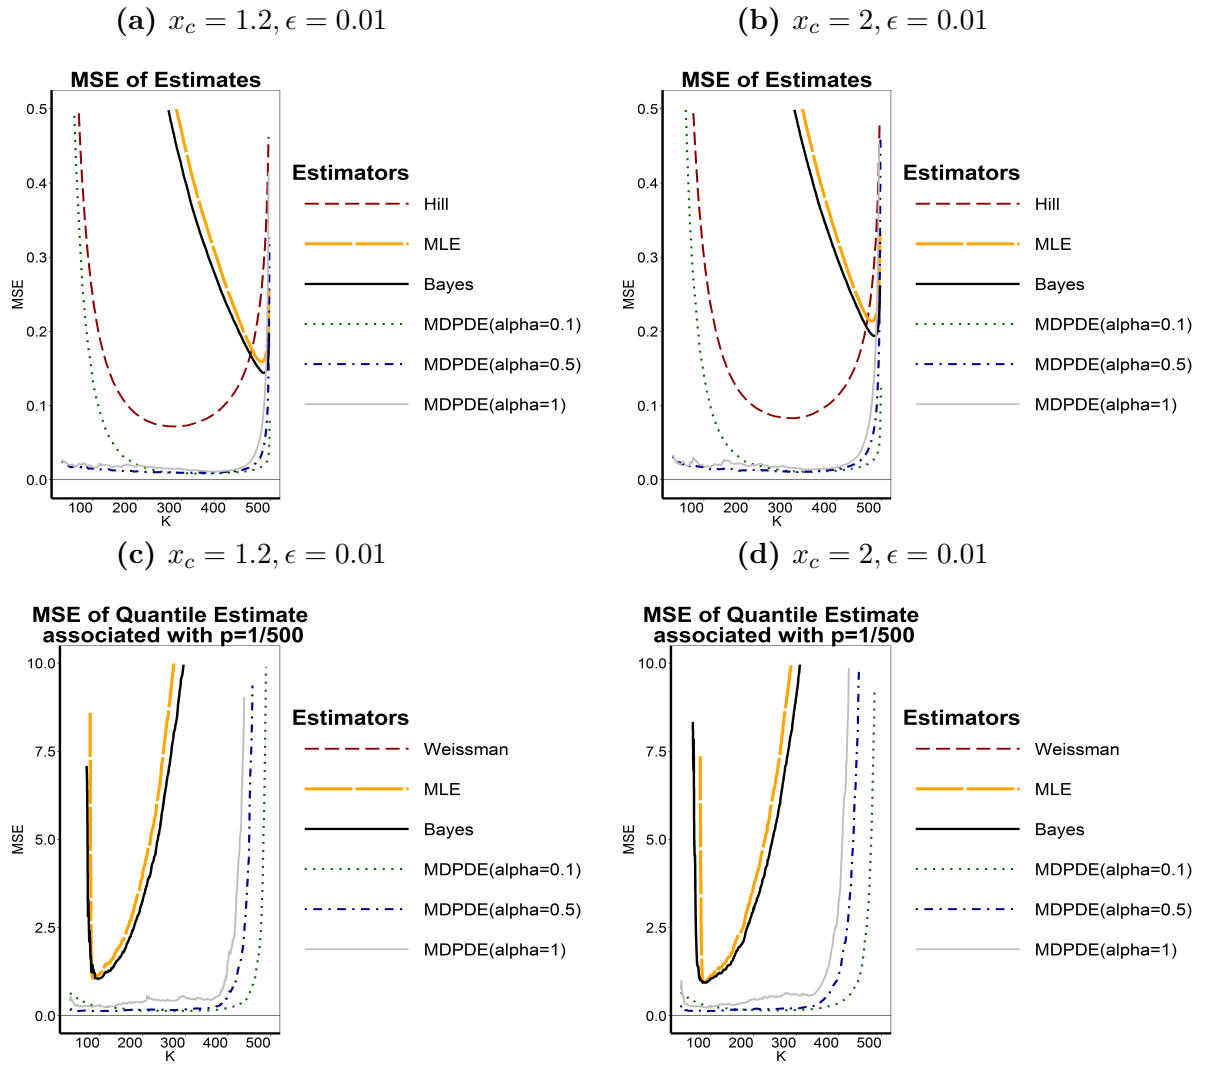 (a) x_c = 1.2, ϵ = 0.01
MSE of Estimates
0.5
0.4
0.3
0.2
0.1
0.0
MSE
100 200 300 400 500
K
Estimators
Hill
MLE
Bayes
MDPDE(alpha=0.1)
MDPDE(alpha=0.5)
MDPDE(alpha=1)
(b) x_c = 2, ϵ = 0.01
MSE of Estimates
0.5
0.4
0.3
0.2
0.1
0.0
MSE
100 200 300 400 500
K
Estimators
Hill
MLE
Bayes
MDPDE(alpha=0.1)
MDPDE(alpha=0.5)
MDPDE(alpha=1)
(c) x_c = 1.2, ϵ = 0.01
MSE of Quantile Estimate
associated with p=1/500
10.0
7.5
5.0
2.5
0.0
MSE
100 200 300 400 500
K
Estimators
Weissman
MLE
Bayes
MDPDE(alpha=0.1)
MDPDE(alpha=0.5)
MDPDE(alpha=1)
(d) x_c = 2, ϵ = 0.01
MSE of Quantile Estimate
associated with p=1/500
10.0
7.5
5.0
2.5
0.0
MSE
100 200 300 400 500
K
Estimators
Weissman
MLE
Bayes
MDPDE(alpha=0.1)
MDPDE(alpha=0.5)
MDPDE(alpha=1)